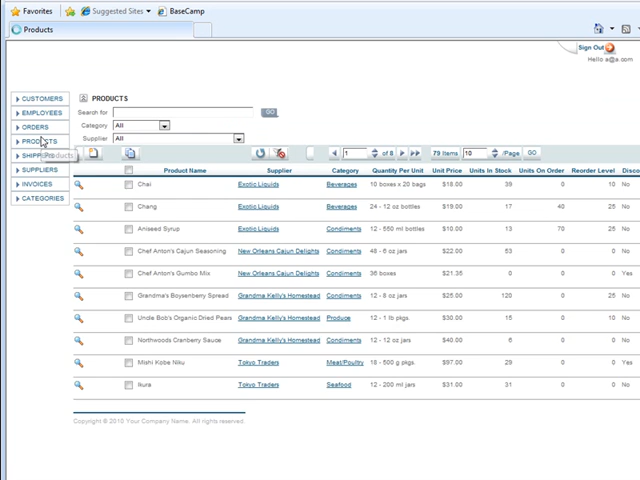 Favorites Suggested Sites BaseCamp
Products
Sign Out
Hello a@a.com
CUSTOMERS
EMPLOYEES
ORDERS
PRODUCTS
Products
SUPPLIERS
INVOICES
CATEGORIES
PRODUCTS
Search for GO
Category All
Supplier All
1 of 8 79 Items 10 /Page GO
Product Name Supplier Category Quantity Per Unit Unit Price Units In Stock Units On Order Reorder Level Disco
Chai Exotic Liquids Beverages 10 boxes x 20 bags $18.00 39 0 10 No
Chang Exotic Liquids Beverages 24 - 12 oz bottles $19.00 17 40 25 No
Aniseed Syrup Exotic Liquids Condiments 12 - 550 ml bottles $10.00 13 70 25 No
Chef Anton's Cajun Seasoning New Orleans Cajun Delights Condiments 48 - 6 oz jars $22.00 53 0 0 No
Chef Anton's Gumbo Mix New Orleans Cajun Delights Condiments 36 boxes $21.35 0 0 0 Yes
Grandma's Boysenberry Spread Grandma Kelly's Homestead Condiments 12 - 8 oz jars $25.00 120 0 25 No
Uncle Bob's Organic Dried Pears Grandma Kelly's Homestead Produce 12 - 1 lb pkgs. $30.00 15 0 10 No
Northwoods Cranberry Sauce Grandma Kelly's Homestead Condiments 12 - 12 oz jars $40.00 6 0 0 No
Mishi Kobe Niku Tokyo Traders Meat/Poultry 18 - 500 g pkgs. $97.00 29 0 0 Yes
Ikura Tokyo Traders Seafood 12 - 200 ml jars $31.00 31 0 0 No
Copyright © 2010 Your Company Name. All rights reserved.